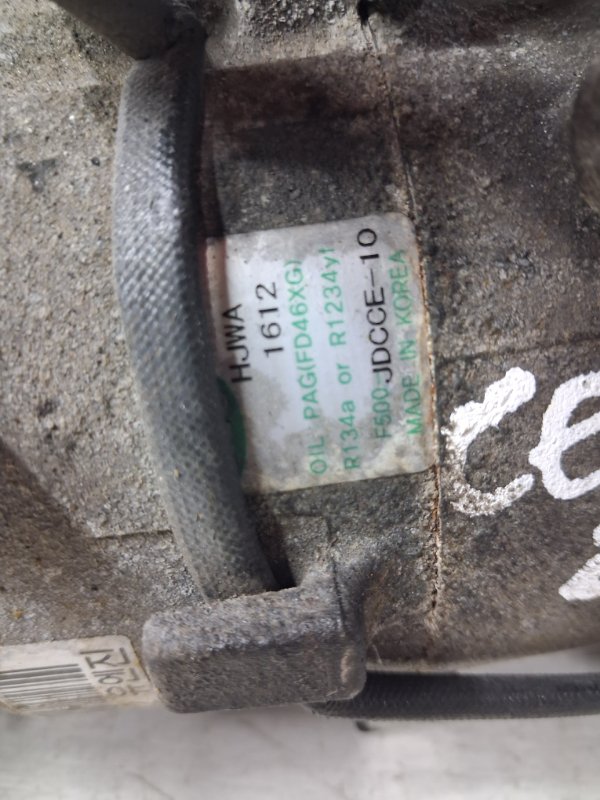 HJWA
1612
OIL PAG(FD46XG)
R134a or R1234yf
F500-JDCCE-10
MADE IN KOREA